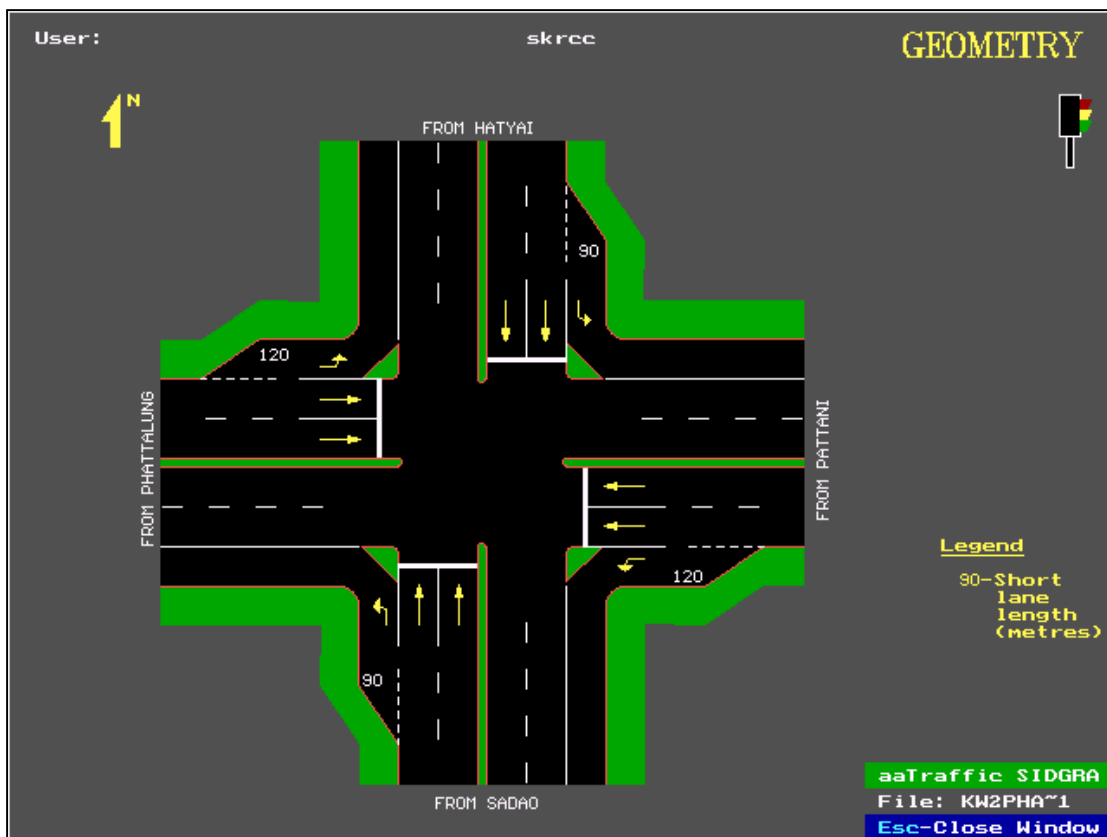 User:
skrcc
GEOMETRY
N
FROM HATYAI
90
120
FROM PHATTALUNG
FROM PATTANI
Legend
90-Short
lane
length
(metres)
120
90
FROM SADAO
aaTraffic SIDGRA
File: KW2PHA~1
Esc-Close Window